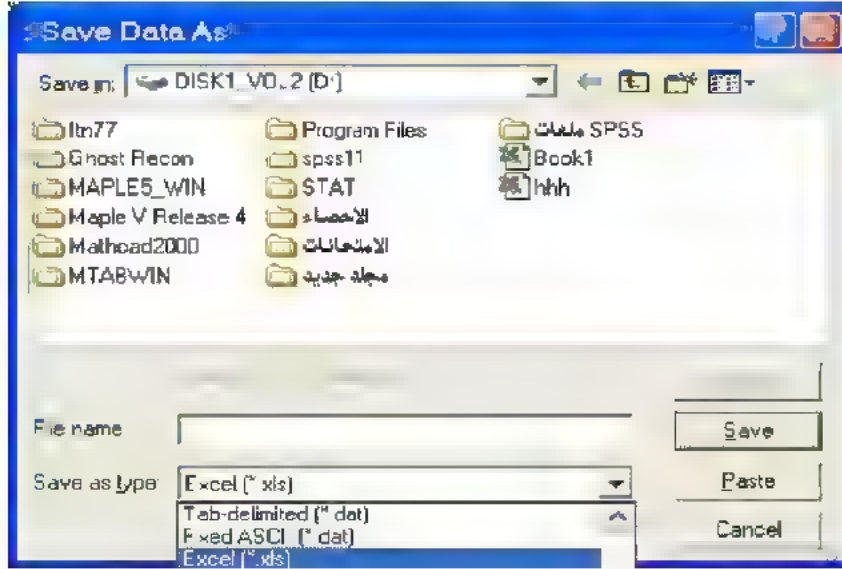 Save Data As
Save in: DISK1_VOL2 (D:)
ltn77 Program Files ملفات SPSS
Ghost Recon spss11 Book1
MAPLE5_WIN STAT hhh
Maple V Release 4 الاحصاء
Mathcad2000 الامتحانات
MTABWIN مجلد جديد
File name
Save
Save as type: Excel (*.xls)
Paste
Tab-delimited (*.dat)
Fixed ASCII (*.dat)
Cancel
Excel (*.xls)